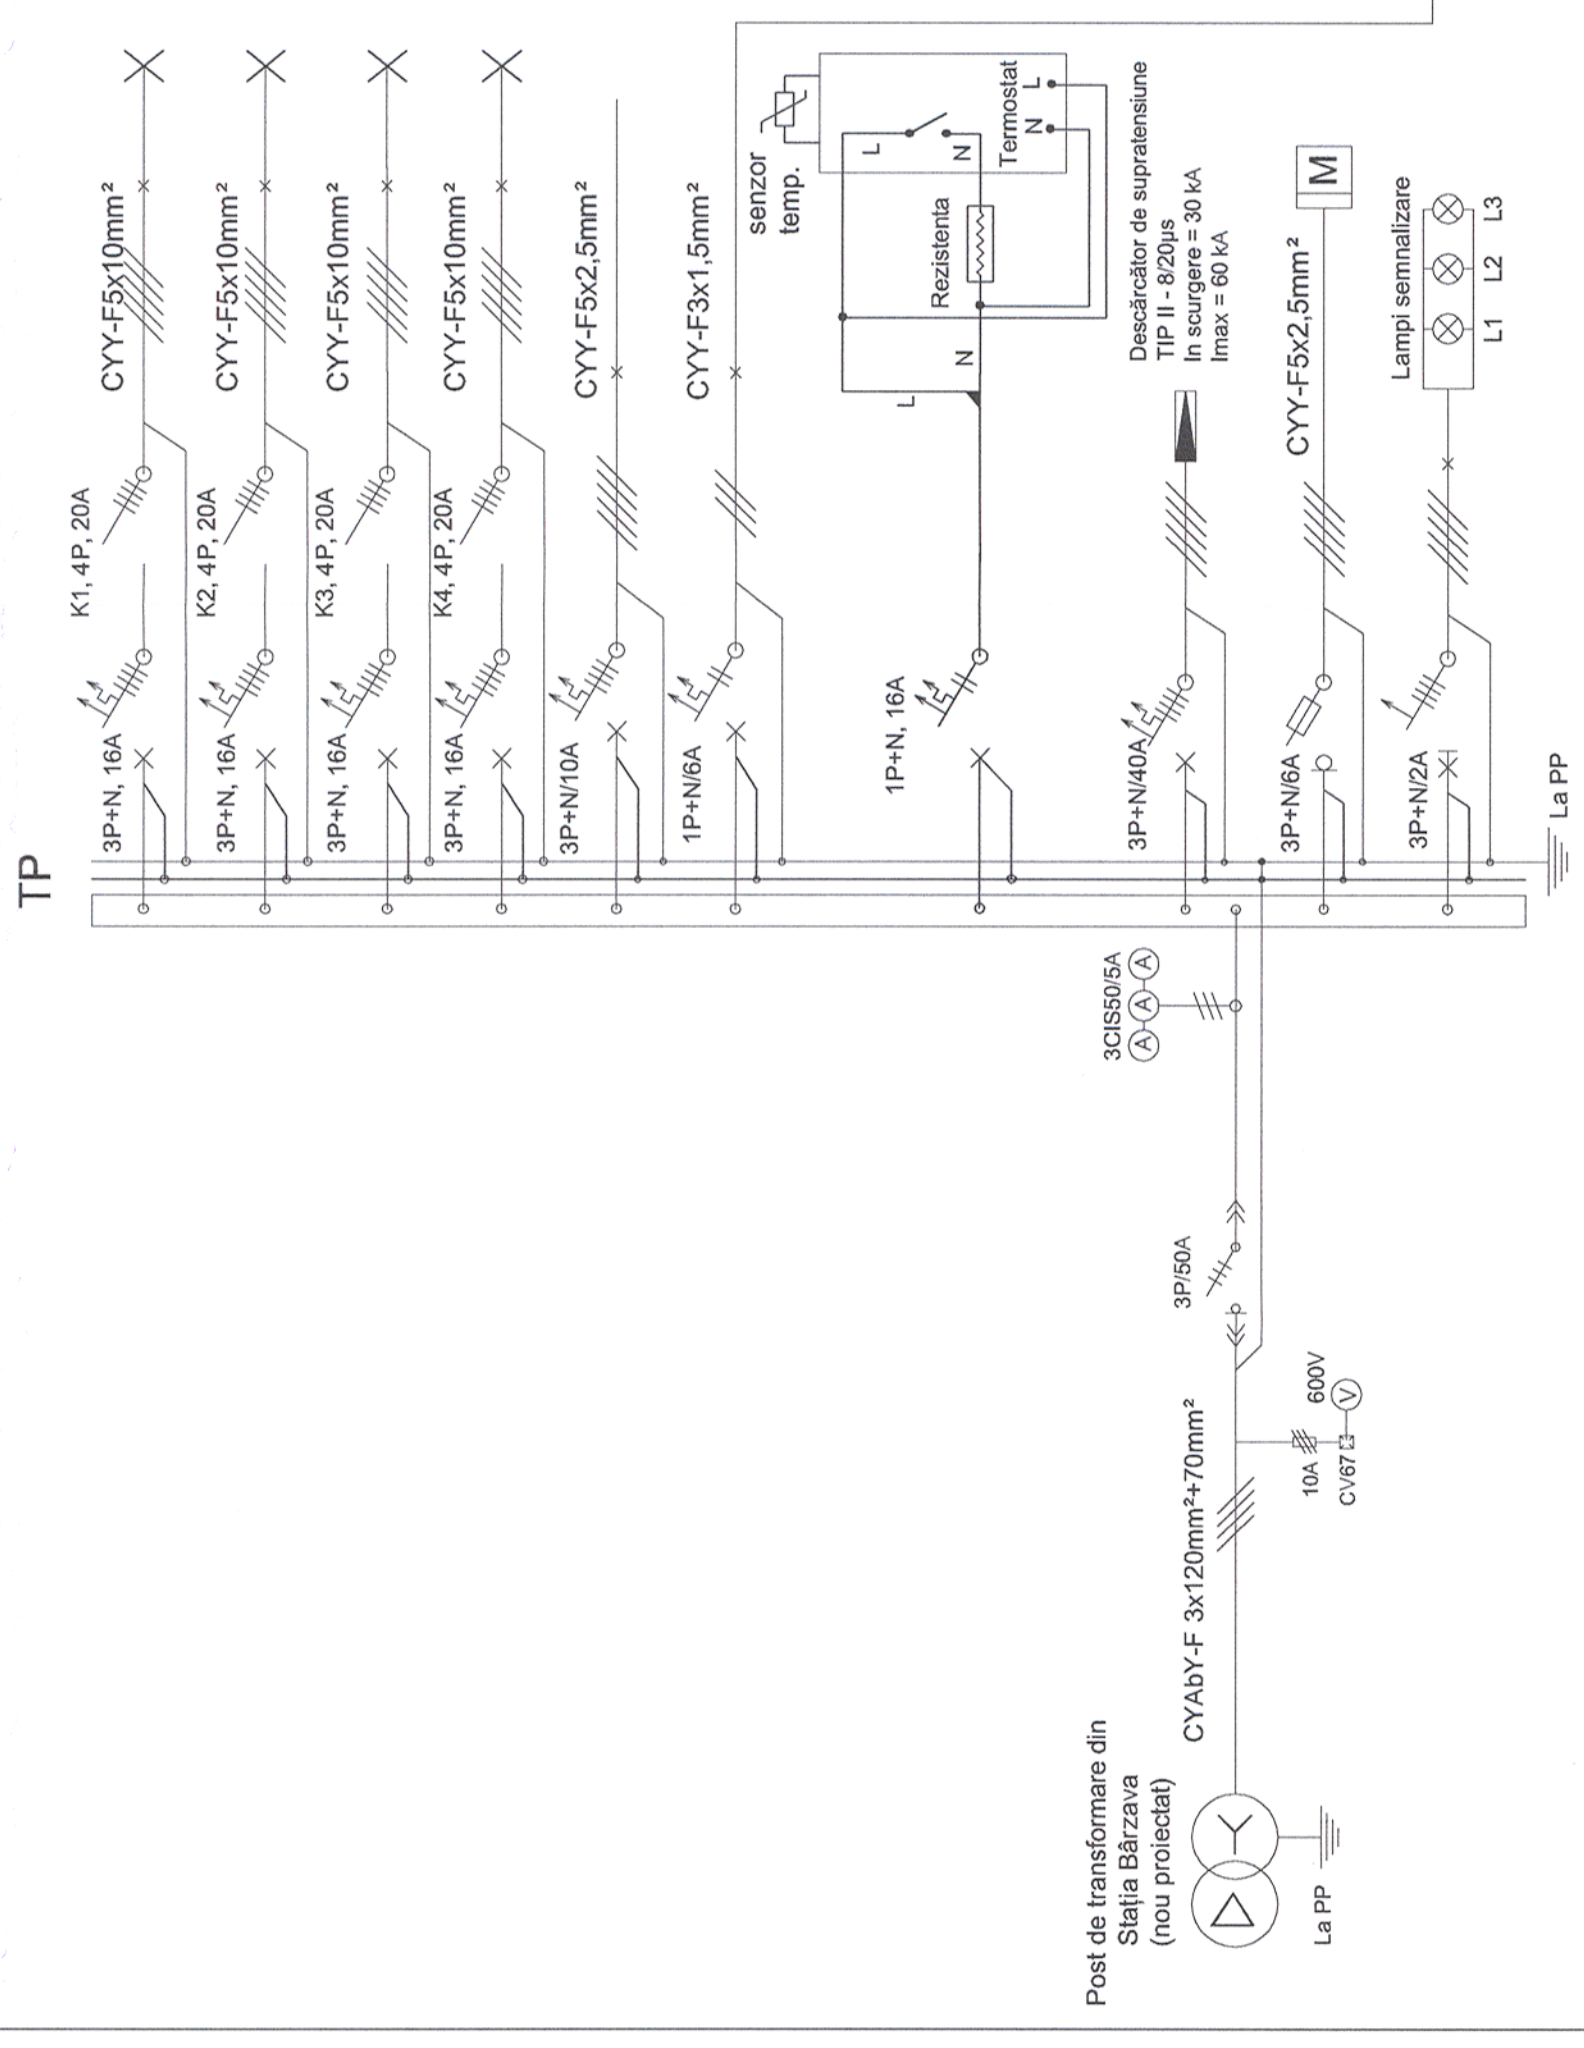 TP
K1, 4P, 20A
3P+N, 16A
CYY-F5x10mm²
K2, 4P, 20A
3P+N, 16A
CYY-F5x10mm²
K3, 4P, 20A
3P+N, 16A
CYY-F5x10mm²
K4, 4P, 20A
3P+N, 16A
CYY-F5x10mm²
3P+N/10A
CYY-F5x2,5mm²
1P+N/6A
CYY-F3x1,5mm²
senzor
temp.
1P+N, 16A
L
N
L
N
Rezistenta
Termostat
N
L
3P+N/40A
Descărcător de supratensiune
TIP II - 8/20µs
In scurgere = 30 kA
Imax = 60 kA
3P+N/6A
CYY-F5x2,5mm²
M
3P+N/2A
Lampi semnalizare
L1
L2
L3
La PP
3CIS50/5A
A
A
A
3P/50A
CYAbY-F 3x120mm²+70mm²
10A
600V
CV67
V
Post de transformare din
Stația Bârzava
(nou proiectat)
La PP